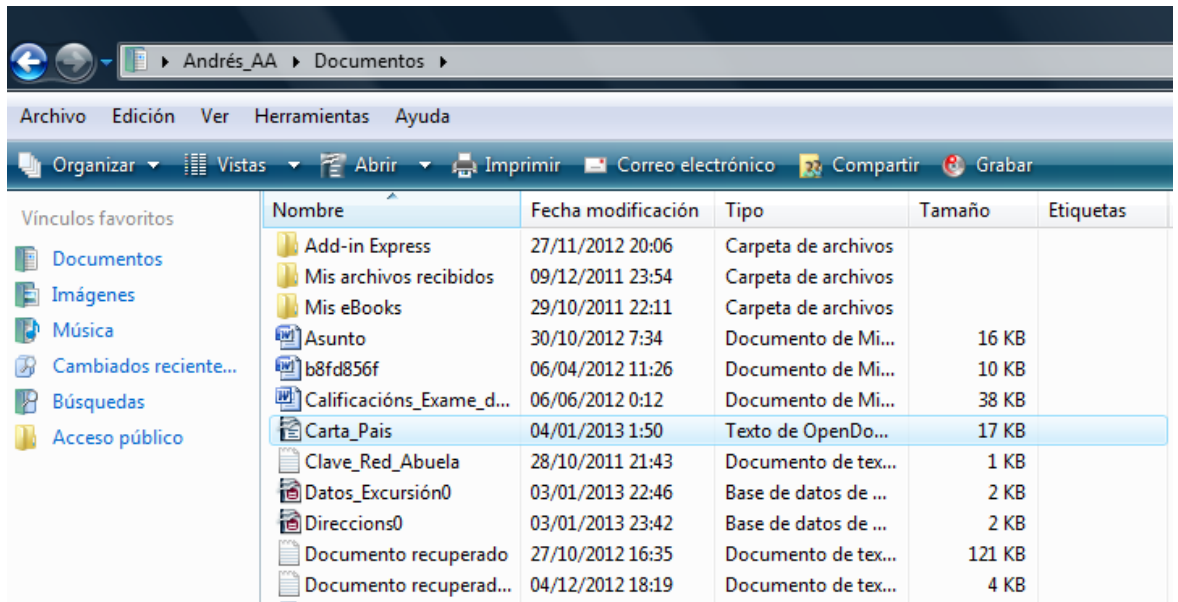 Andrés_AA ▸ Documentos ▸
Archivo Edición Ver Herramientas Ayuda
Organizar Vistas Abrir Imprimir Correo electrónico Compartir Grabar
Vínculos favoritos
Documentos
Imágenes
Música
Cambiados reciente...
Búsquedas
Acceso público
Nombre Fecha modificación Tipo Tamaño Etiquetas
Add-in Express 27/11/2012 20:06 Carpeta de archivos
Mis archivos recibidos 09/12/2011 23:54 Carpeta de archivos
Mis eBooks 29/10/2011 22:11 Carpeta de archivos
Asunto 30/10/2012 7:34 Documento de Mi... 16 KB
b8fd856f 06/04/2012 11:26 Documento de Mi... 10 KB
Calificacións_Exame_d... 06/06/2012 0:12 Documento de Mi... 38 KB
Carta_Pais 04/01/2013 1:50 Texto de OpenDo... 17 KB
Clave_Red_Abuela 28/10/2011 21:43 Documento de tex... 1 KB
Datos_Excursión0 03/01/2013 22:46 Base de datos de ... 2 KB
Direccions0 03/01/2013 23:42 Base de datos de ... 2 KB
Documento recuperado 27/10/2012 16:35 Documento de tex... 121 KB
Documento recuperad... 04/12/2012 18:19 Documento de tex... 4 KB